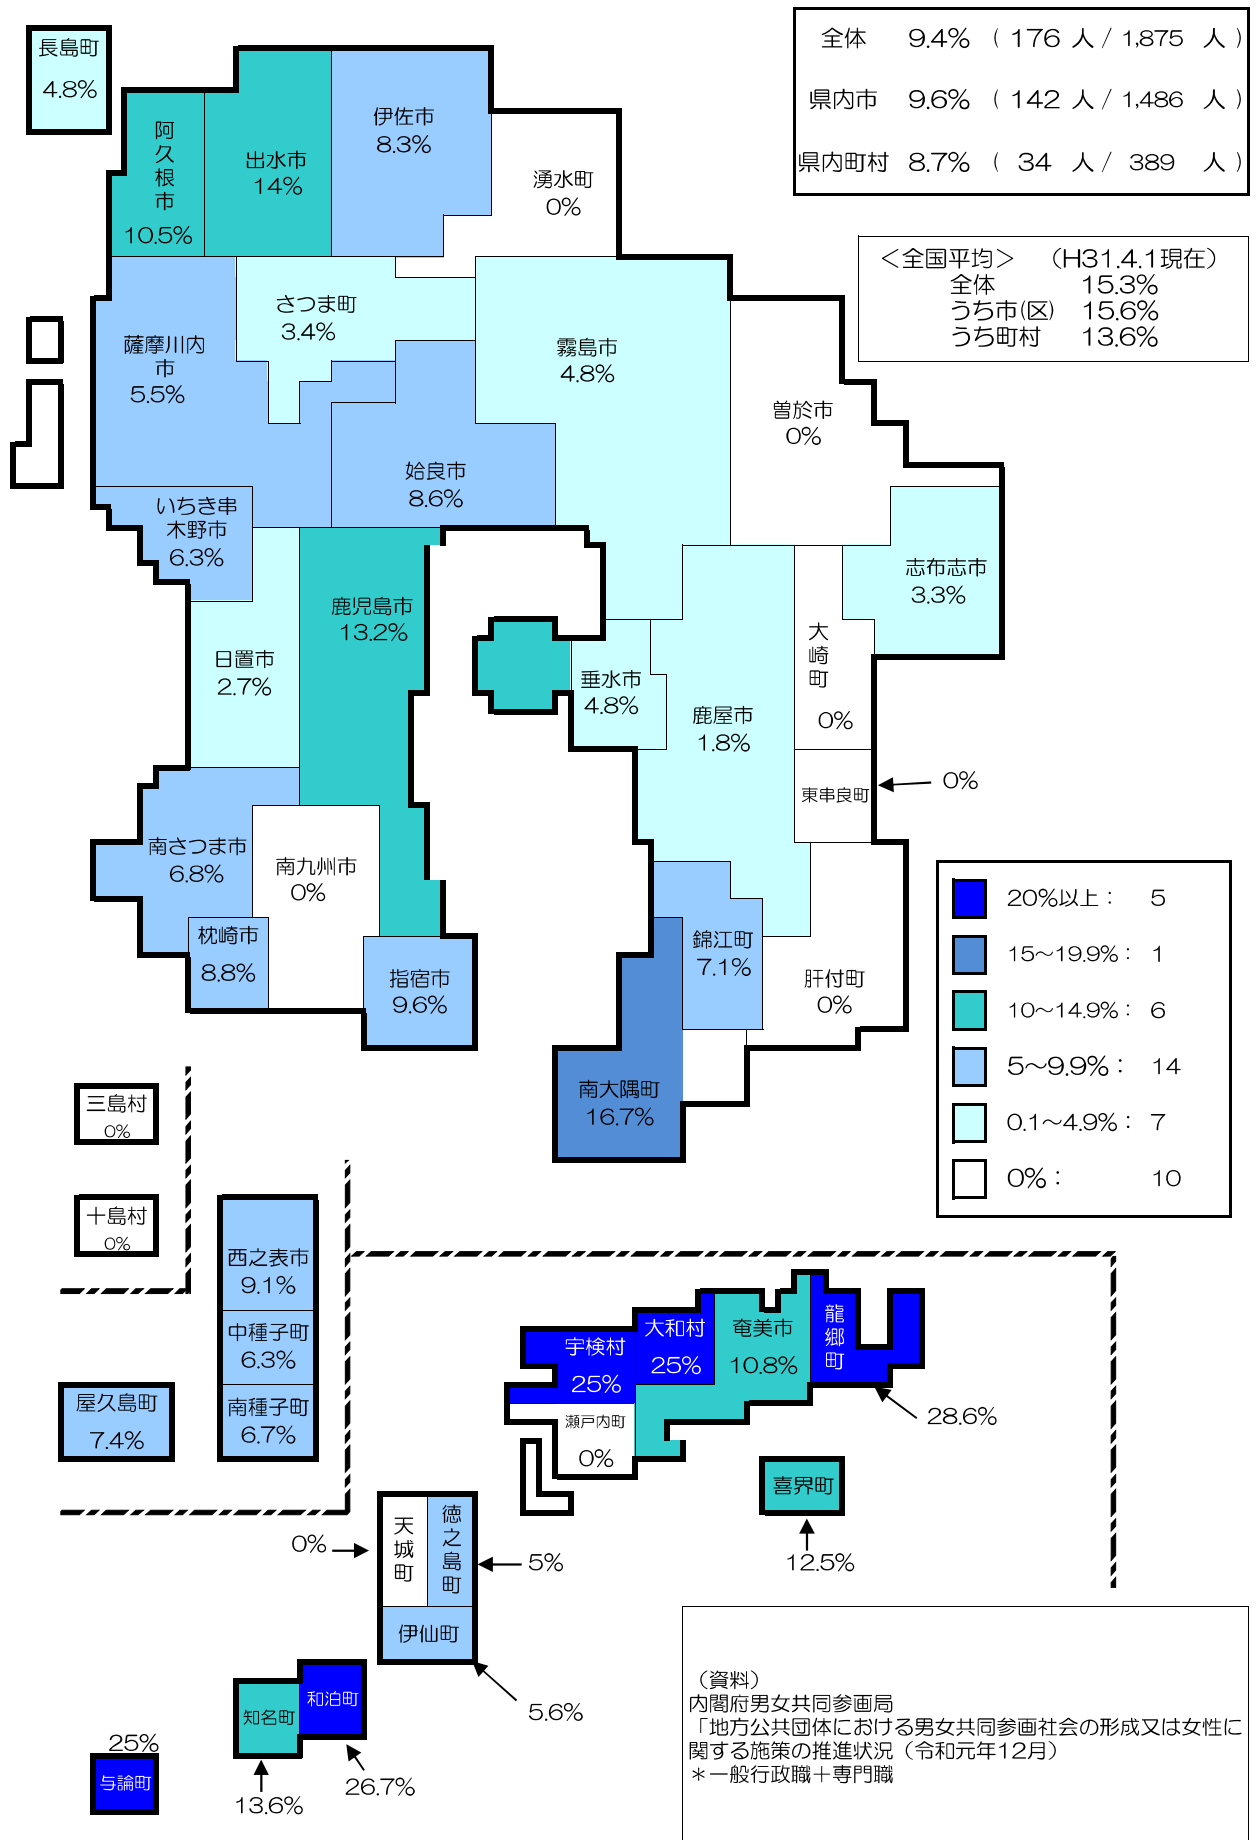 長島町
4.8%
全体 9.4% ( 176 人 / 1,875 人 )
県内市 9.6% ( 142 人 / 1,486 人 )
県内町村 8.7% ( 34 人 / 389 人 )
＜全国平均＞ （H31.4.1現在）
全体 15.3%
うち市(区) 15.6%
うち町村 13.6%
阿久根市
10.5%
出水市
14%
伊佐市
8.3%
湧水町
0%
さつま町
3.4%
薩摩川内
市
5.5%
霧島市
4.8%
曽於市
0%
姶良市
8.6%
いちき串
木野市
6.3%
鹿児島市
13.2%
志布志市
3.3%
大崎町
0%
日置市
2.7%
垂水市
4.8%
鹿屋市
1.8%
東串良町
0%
南さつま市
6.8%
南九州市
0%
枕崎市
8.8%
指宿市
9.6%
錦江町
7.1%
肝付町
0%
南大隅町
16.7%
20%以上： 5
15～19.9%： 1
10～14.9%： 6
5～9.9%： 14
0.1～4.9%： 7
0%： 10
三島村
0%
十島村
0%
西之表市
9.1%
中種子町
6.3%
南種子町
6.7%
屋久島町
7.4%
宇検村
25%
大和村
25%
奄美市
10.8%
龍郷町
28.6%
瀬戸内町
0%
喜界町
12.5%
天城町
0%
徳之島町
5%
伊仙町
5.6%
和泊町
26.7%
知名町
13.6%
25%
与論町
（資料）
内閣府男女共同参画局
「地方公共団体における男女共同参画社会の形成又は女性に
関する施策の推進状況（令和元年12月）
＊一般行政職＋専門職